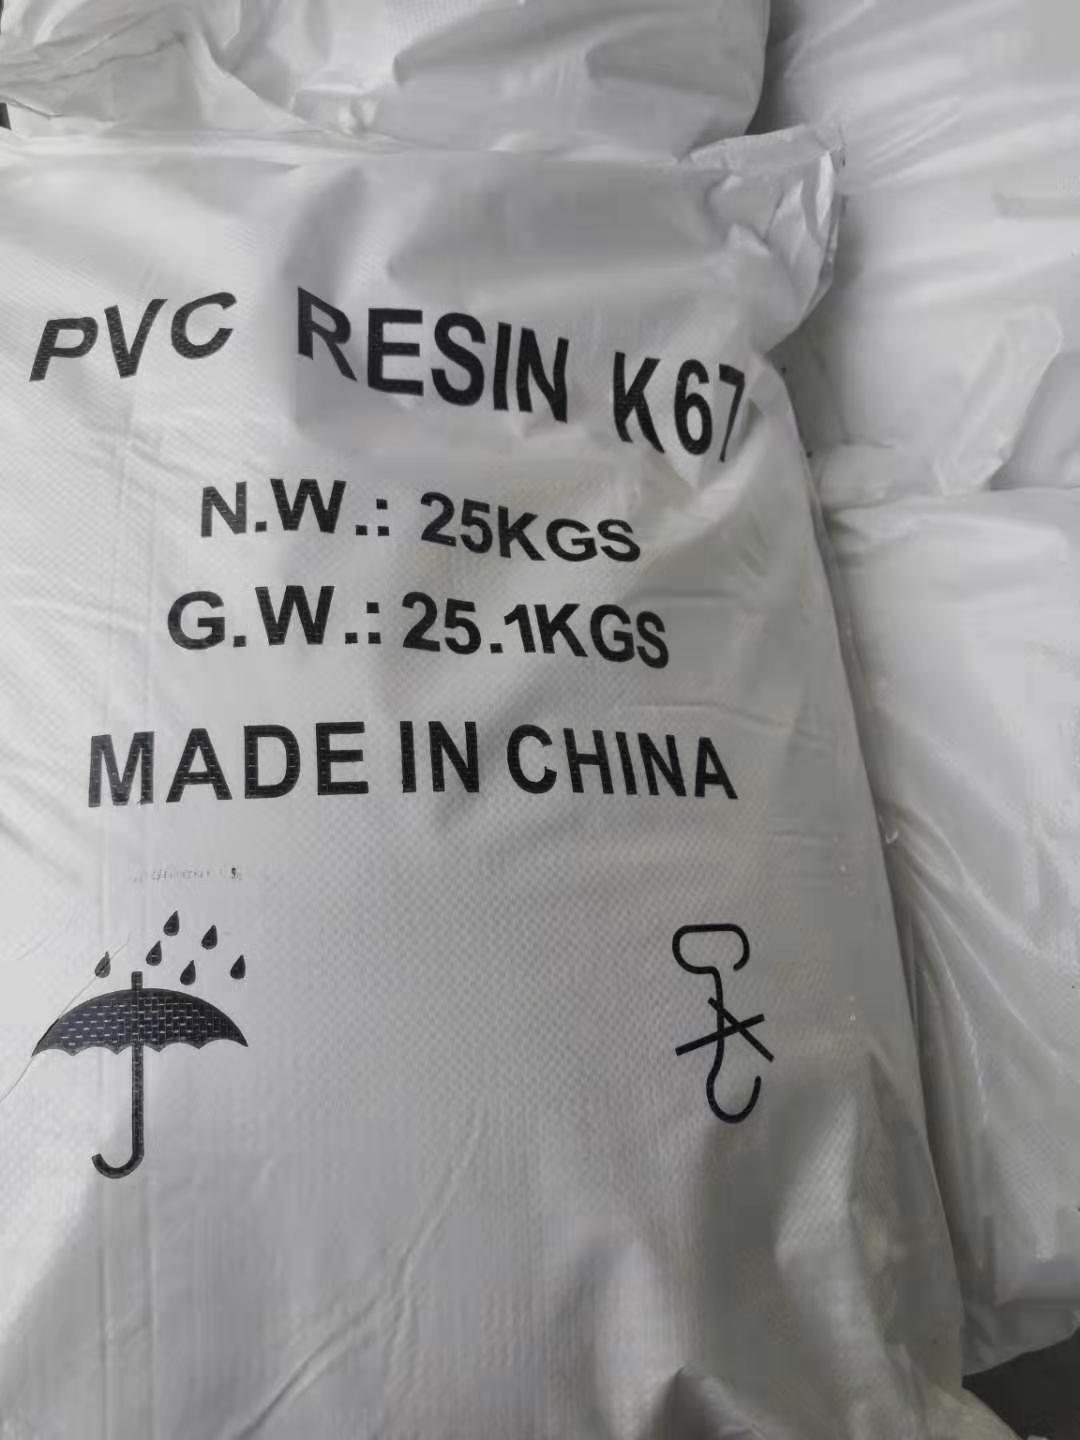 PVC RESIN K67
N.W.: 25KGS
G.W.: 25.1KGS
MADE IN CHINA